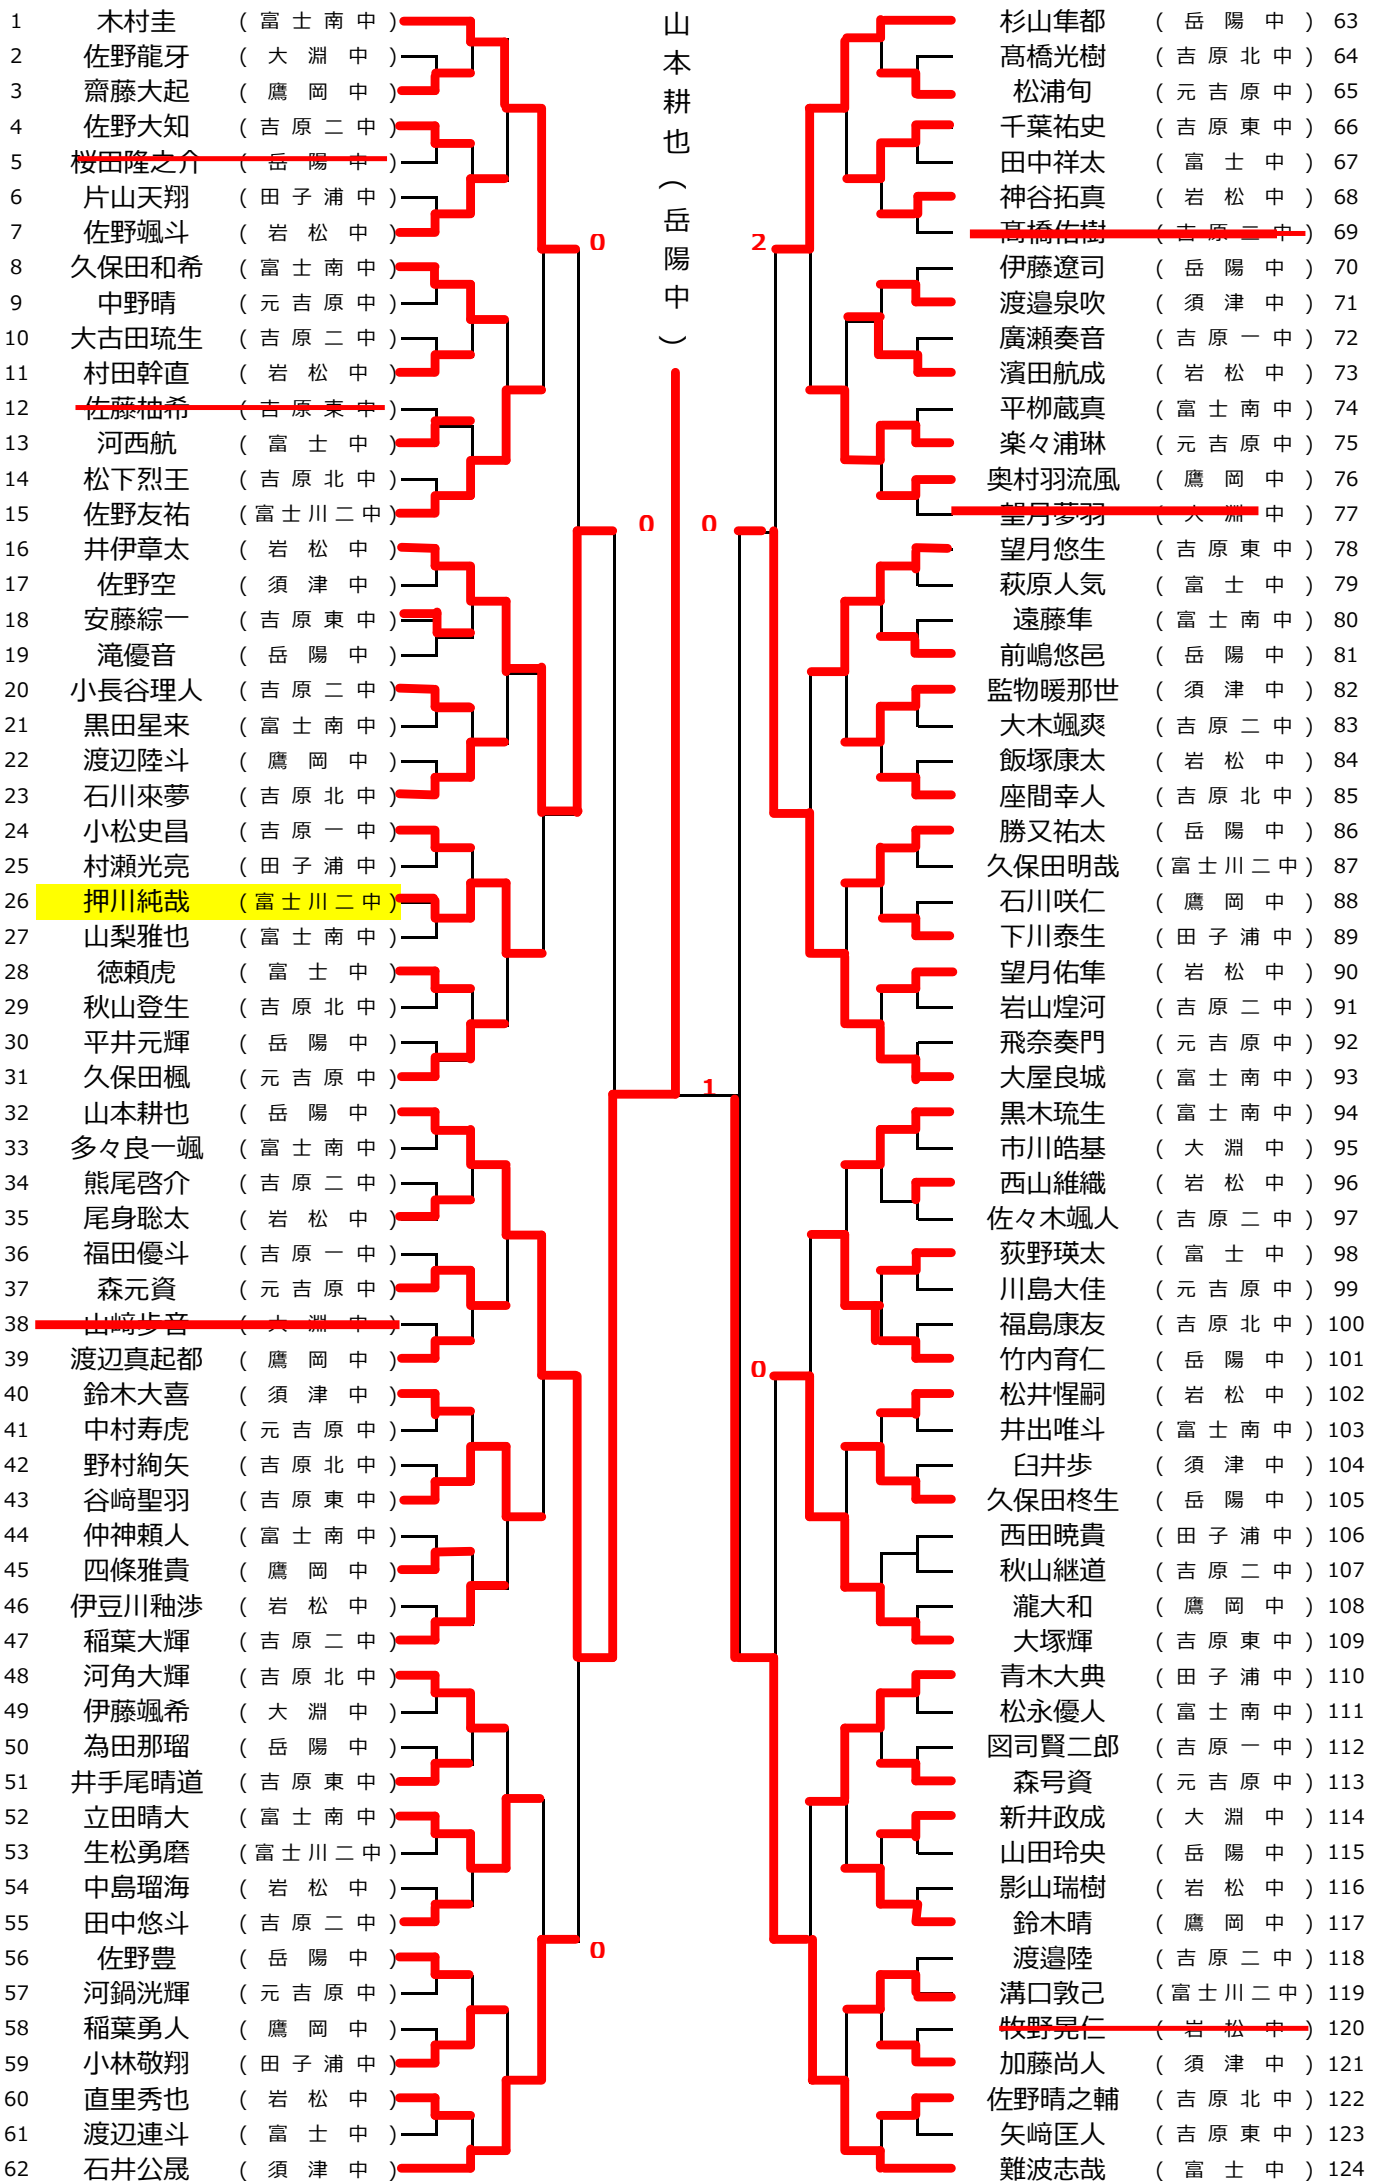 山本耕也（岳陽中）
1 木村圭 (富士南中)
2 佐野龍牙 (大淵中)
3 齋藤大起 (鷹岡中)
4 佐野大知 (吉原二中)
5 桜田隆之介 (岳陽中)
6 片山天翔 (田子浦中)
7 佐野颯斗 (岩松中)
8 久保田和希 (富士南中)
9 中野晴 (元吉原中)
10 大古田琉生 (吉原二中)
11 村田幹直 (岩松中)
12 佐藤柚希 (吉原東中)
13 河西航 (富士中)
14 松下烈王 (吉原北中)
15 佐野友祐 (富士川二中)
16 井伊章太 (岩松中)
17 佐野空 (須津中)
18 安藤綜一 (吉原東中)
19 滝優音 (岳陽中)
20 小長谷理人 (吉原二中)
21 黒田星来 (富士南中)
22 渡辺陸斗 (鷹岡中)
23 石川來夢 (吉原北中)
24 小松史昌 (吉原一中)
25 村瀬光亮 (田子浦中)
26 押川純哉 (富士川二中)
27 山梨雅也 (富士南中)
28 徳頼虎 (富士中)
29 秋山登生 (吉原北中)
30 平井元輝 (岳陽中)
31 久保田楓 (元吉原中)
32 山本耕也 (岳陽中)
33 多々良一颯 (富士南中)
34 熊尾啓介 (吉原二中)
35 尾身聡太 (岩松中)
36 福田優斗 (吉原一中)
37 森元資 (元吉原中)
38 山﨑歩音 (大淵中)
39 渡辺真起都 (鷹岡中)
40 鈴木大喜 (須津中)
41 中村寿虎 (元吉原中)
42 野村絢矢 (吉原北中)
43 谷﨑聖羽 (吉原東中)
44 仲神頼人 (富士南中)
45 四條雅貴 (鷹岡中)
46 伊豆川釉渉 (岩松中)
47 稲葉大輝 (吉原二中)
48 河角大輝 (吉原北中)
49 伊藤颯希 (大淵中)
50 為田那瑠 (岳陽中)
51 井手尾晴道 (吉原東中)
52 立田晴大 (富士南中)
53 生松勇磨 (富士川二中)
54 中島瑠海 (岩松中)
55 田中悠斗 (吉原二中)
56 佐野豊 (岳陽中)
57 河鍋洸輝 (元吉原中)
58 稲葉勇人 (鷹岡中)
59 小林敬翔 (田子浦中)
60 直里秀也 (岩松中)
61 渡辺連斗 (富士中)
62 石井公晟 (須津中)
0
0
0
2
0
1
0
杉山隼都 (岳陽中) 63
髙橋光樹 (吉原北中) 64
松浦旬 (元吉原中) 65
千葉祐史 (吉原東中) 66
田中祥太 (富士中) 67
神谷拓真 (岩松中) 68
髙橋佑樹 (吉原二中) 69
伊藤遼司 (岳陽中) 70
渡邉泉吹 (須津中) 71
廣瀬奏音 (吉原一中) 72
濱田航成 (岩松中) 73
平栁蔵真 (富士南中) 74
楽々浦琳 (元吉原中) 75
奥村羽流風 (鷹岡中) 76
望月夢羽 (大淵中) 77
望月悠生 (吉原東中) 78
萩原人気 (富士中) 79
遠藤隼 (富士南中) 80
前嶋悠邑 (岳陽中) 81
監物暖那世 (須津中) 82
大木颯爽 (吉原二中) 83
飯塚康太 (岩松中) 84
座間幸人 (吉原北中) 85
勝又祐太 (岳陽中) 86
久保田明哉 (富士川二中) 87
石川咲仁 (鷹岡中) 88
下川泰生 (田子浦中) 89
望月佑隼 (岩松中) 90
岩山煌河 (吉原二中) 91
飛奈奏門 (元吉原中) 92
大屋良城 (富士南中) 93
黒木琉生 (富士南中) 94
市川皓基 (大淵中) 95
西山維織 (岩松中) 96
佐々木颯人 (吉原二中) 97
荻野瑛太 (富士中) 98
川島大佳 (元吉原中) 99
福島康友 (吉原北中) 100
竹内育仁 (岳陽中) 101
松井惺嗣 (岩松中) 102
井出唯斗 (富士南中) 103
臼井歩 (須津中) 104
久保田柊生 (岳陽中) 105
西田暁貴 (田子浦中) 106
秋山継道 (吉原二中) 107
瀧大和 (鷹岡中) 108
大塚輝 (吉原東中) 109
青木大典 (田子浦中) 110
松永優人 (富士南中) 111
図司賢二郎 (吉原一中) 112
森号資 (元吉原中) 113
新井政成 (大淵中) 114
山田玲央 (岳陽中) 115
影山瑞樹 (岩松中) 116
鈴木晴 (鷹岡中) 117
渡邉陸 (吉原二中) 118
溝口敦己 (富士川二中) 119
牧野晃仁 (岩松中) 120
加藤尚人 (須津中) 121
佐野晴之輔 (吉原北中) 122
矢﨑匡人 (吉原東中) 123
難波志哉 (富士中) 124